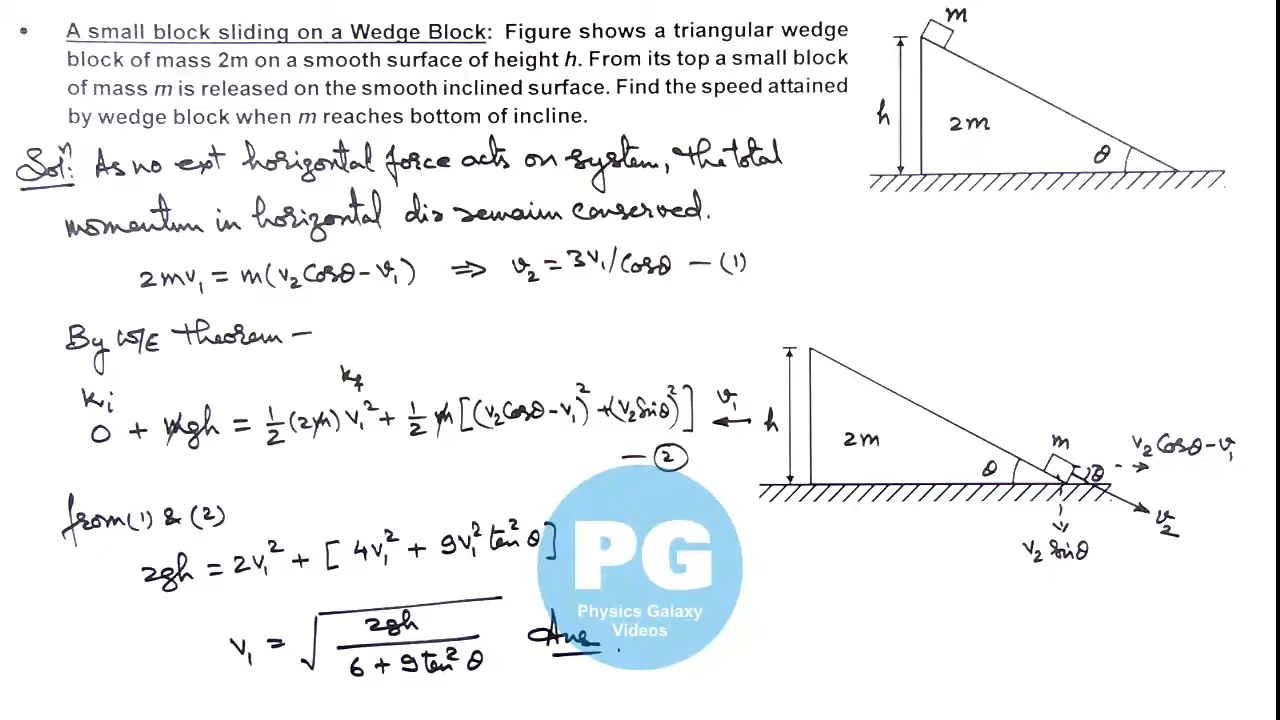 • A small block sliding on a Wedge Block: Figure shows a triangular wedge
block of mass 2m on a smooth surface of height h. From its top a small block
of mass m is released on the smooth inclined surface. Find the speed attained
by wedge block when m reaches bottom of incline.
m
h
2m
θ
Solⁿ: As no ext horizontal force acts on system, the total
momentum in horizontal dir remain conserved.
2mv₁ = m(v₂Cosθ - v₁) ⇒ v₂ = 3v₁/Cosθ — (1)
By W/E theorem —
kᵢ k_f
0 + mgh = 1/2 (2m) v₁² + 1/2 m [(v₂Cosθ - v₁)² + (v₂Sinθ)²]
— ②
v₁
h
2m
θ
m
θ
v₂Cosθ - v₁
v₂
v₂ Sinθ
from (1) & (2)
2gh = 2v₁² + [4v₁² + 9v₁² tan²θ]
v₁ = √(2gh / (6 + 9tan²θ)) Ans.
PG
Physics Galaxy
Videos